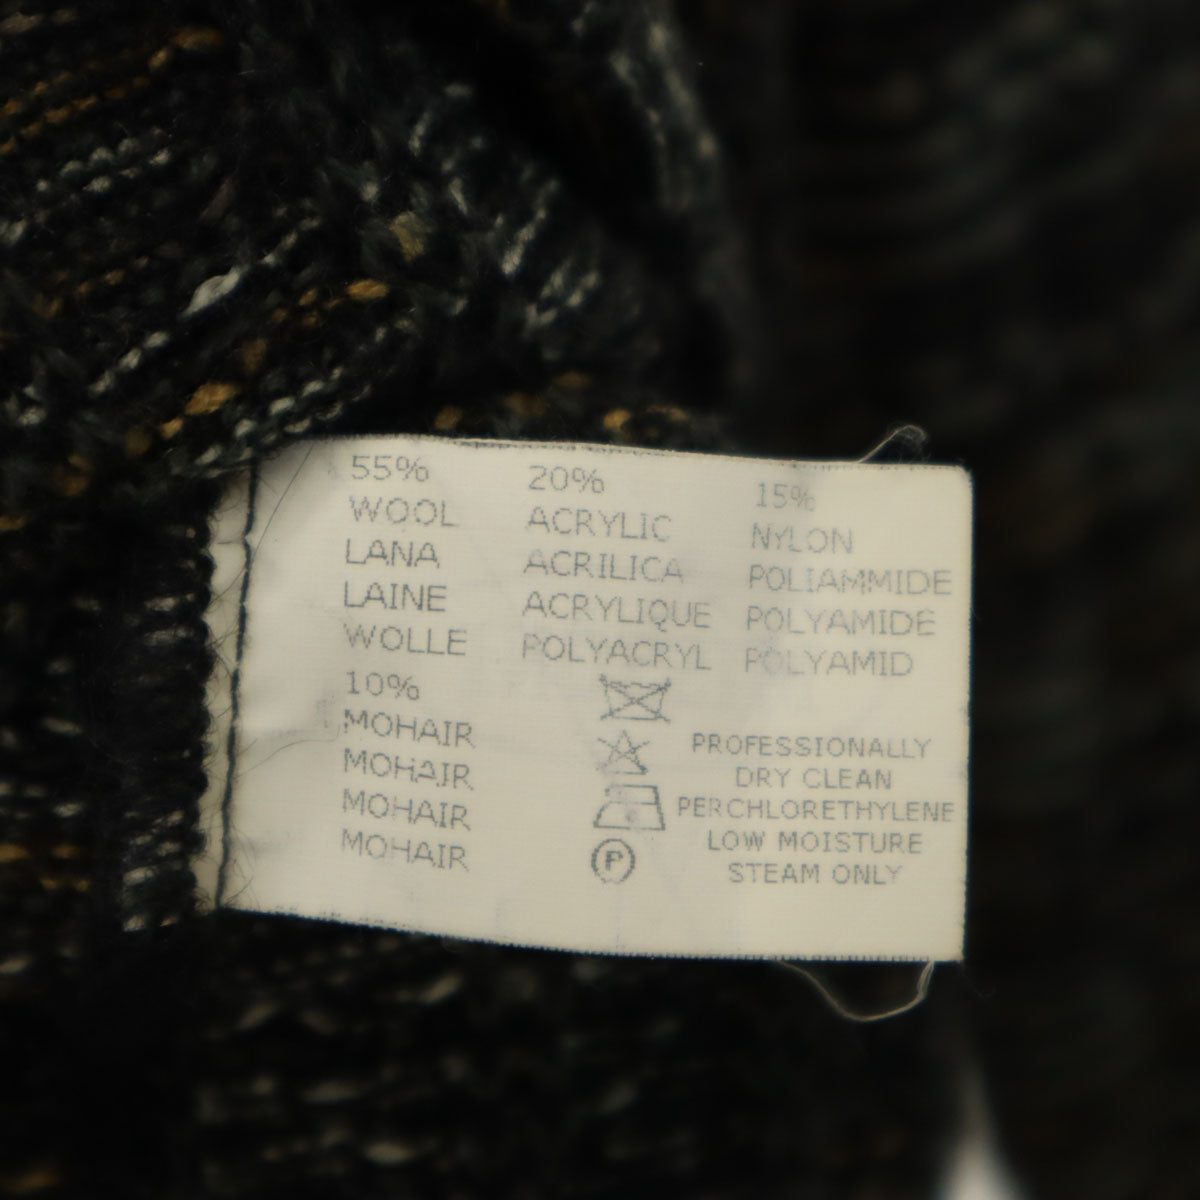 55%
WOOL
LANA
LAINE
WOLLE
20%
ACRYLIC
ACRILICA
ACRYLIQUE
POLYACRYL
15%
NYLON
POLIAMMIDE
POLYAMIDE
POLYAMID
10%
MOHAIR
MOHAIR
MOHAIR
MOHAIR
P
PROFESSIONALLY
DRY CLEAN
PERCHLORETHYLENE
LOW MOISTURE
STEAM ONLY